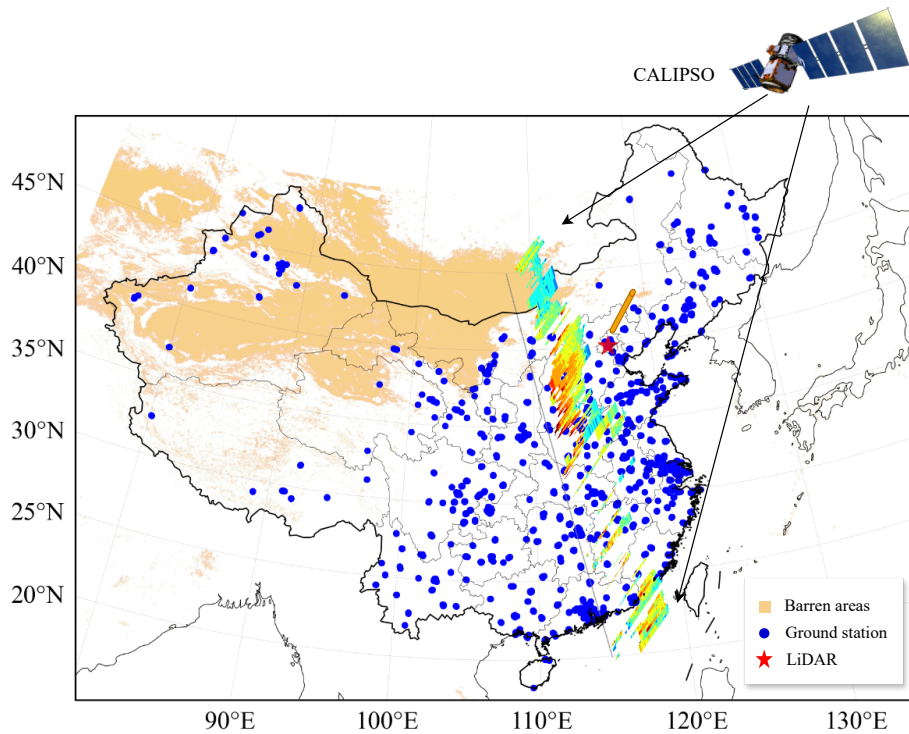 CALIPSO
45°N
40°N
35°N
30°N
25°N
20°N
Barren areas
Ground station
LiDAR
90°E
100°E
110°E
120°E
130°E